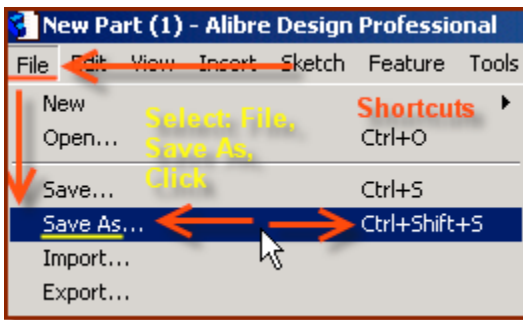 New Part (1) - Alibre Design Professional
File Edit View Insert Sketch Feature Tools
New
Shortcuts
Select: File,
Open... Ctrl+O
Save As,
Click
Save... Ctrl+S
Save As... Ctrl+Shift+S
Import...
Export...